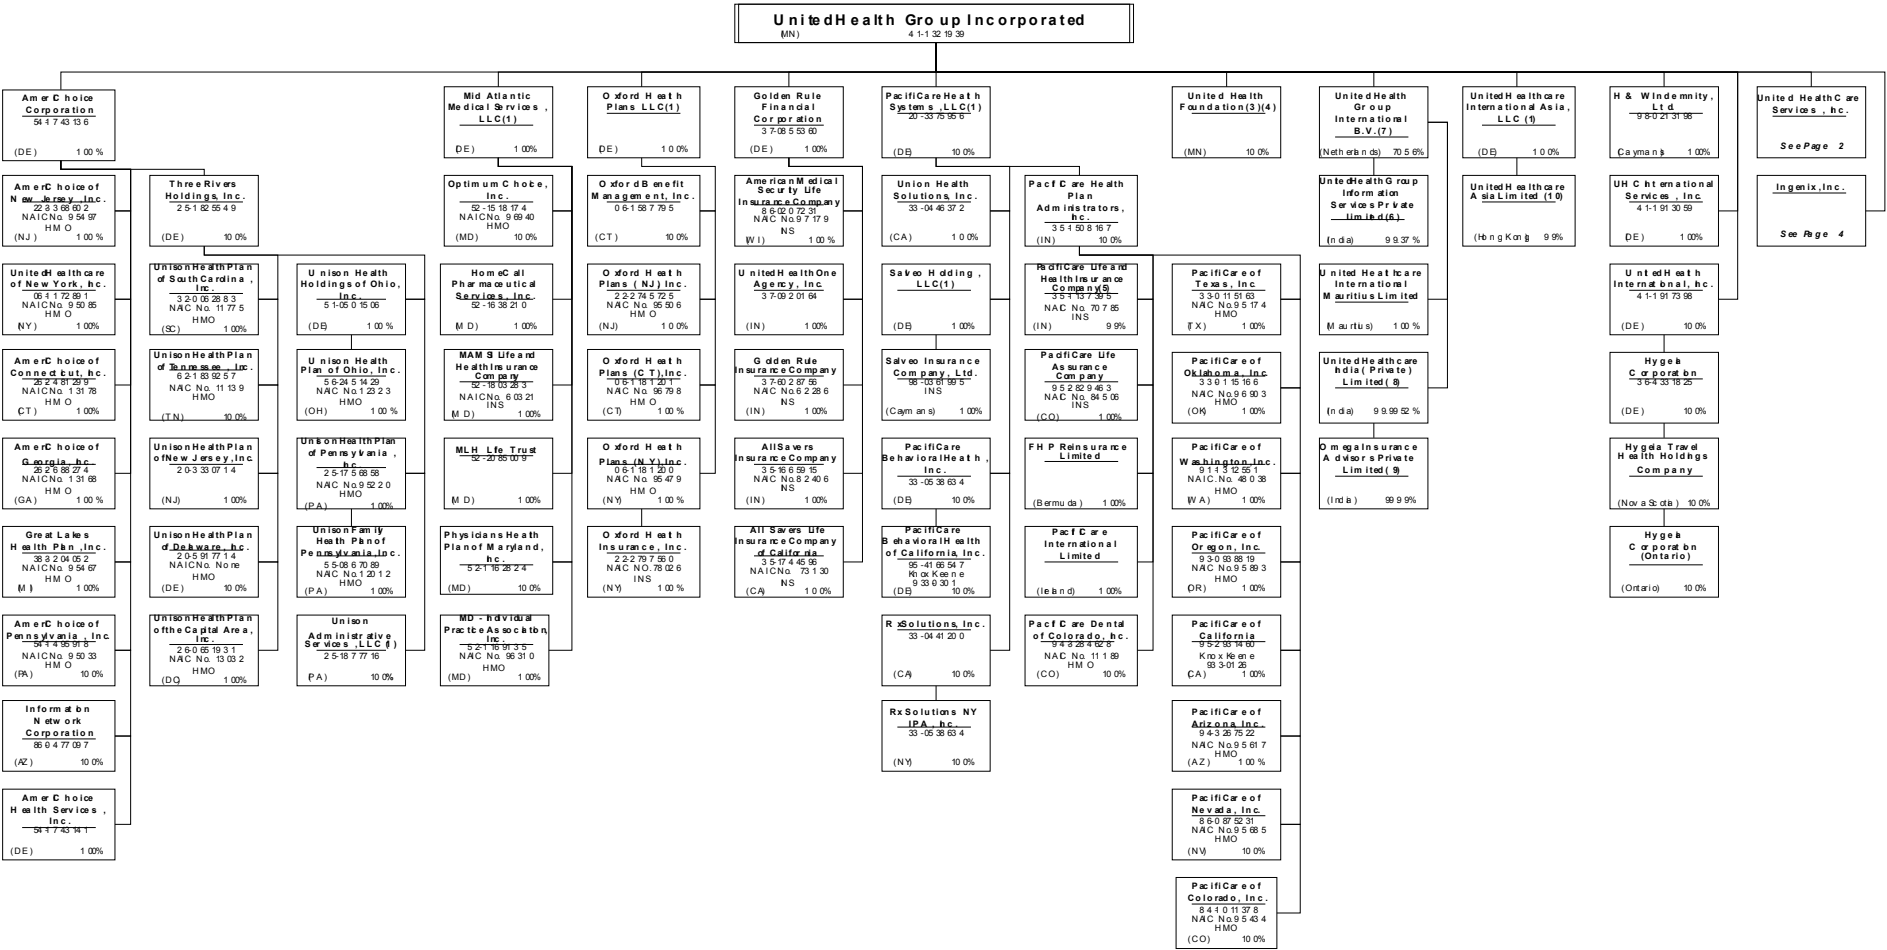 UnitedHealth Group Incorporated
(MN) 41-1321939
AmeriChoice
Corporation
54-1743136
(DE) 100%
Mid Atlantic
Medical Services,
LLC(1)
(DE) 100%
Oxford Health
Plans LLC(1)
(DE) 100%
Golden Rule
Financial
Corporation
37-0855360
(DE) 100%
PacifiCare Health
Systems, LLC(1)
20-3375956
(DE) 100%
United Health
Foundation(3)(4)
(MN) 100%
UnitedHealth
Group
International
B.V.(7)
(Netherlands) 70.56%
UnitedHealthcare
International Asia,
LLC (1)
(DE) 100%
H & W Indemnity,
Ltd.
98-0213198
(Caymans) 100%
United HealthCare
Services, Inc.
See Page 2
AmeriChoice of
New Jersey, Inc.
22-3368602
NAIC No. 95497
HMO
(NJ) 100%
Three Rivers
Holdings, Inc.
25-1825549
(DE) 100%
Optimum Choice,
Inc.
52-1518174
NAIC No. 96940
HMO
(MD) 100%
Oxford Benefit
Management, Inc.
06-1587795
(CT) 100%
American Medical
Security Life
Insurance Company
86-0207231
NAIC No. 97179
INS
(WI) 100%
Union Health
Solutions, Inc.
33-0446372
(CA) 100%
PacifiCare Health
Plan
Administrators,
Inc.
35-1508167
(IN) 100%
UnitedHealth Group
Information
Services Private
Limited(6)
(India) 99.37%
UnitedHealthcare
Asia Limited (10)
(Hong Kong) 99%
UHC International
Services, Inc.
41-1913059
(DE) 100%
Ingenix, Inc.
See Page 4
UnitedHealthcare
of New York, Inc.
06-1172891
NAIC No. 95085
HMO
(NY) 100%
Unison Health Plan
of South Carolina,
Inc.
32-0062883
NAIC No. 11775
HMO
(SC) 100%
Unison Health
Holdings of Ohio,
Inc.
51-0501506
(DE) 100%
HomeCall
Pharmaceutical
Services, Inc.
52-1638210
(MD) 100%
Oxford Health
Plans (NJ) Inc.
22-2745725
NAIC No. 95506
HMO
(NJ) 100%
UnitedHealthOne
Agency, Inc.
37-0920164
(IN) 100%
Salveo Holding,
LLC(1)
(DE) 100%
PacifiCare Life and
Health Insurance
Company(5)
35-1137395
NAIC No. 70785
INS
(IN) 99%
PacifiCare of
Texas, Inc.
33-0115163
NAIC No. 95174
HMO
(TX) 100%
United Healthcare
International
Mauritius Limited
(Mauritius) 100%
United Health
International, Inc.
41-1917398
(DE) 100%
AmeriChoice of
Connecticut, Inc.
26-2481299
NAIC No. 13178
HMO
(CT) 100%
Unison Health Plan
of Tennessee, Inc.
62-1839257
NAIC No. 11139
HMO
(TN) 100%
Unison Health
Plan of Ohio, Inc.
56-2451429
NAIC No. 12323
HMO
(OH) 100%
MAMSI Life and
Health Insurance
Company
52-1803283
NAIC No. 60321
INS
(MD) 100%
Oxford Health
Plans (CT), Inc.
06-1181201
NAIC No. 96798
HMO
(CT) 100%
Golden Rule
Insurance Company
37-6028756
NAIC No. 62286
INS
(IN) 100%
Salveo Insurance
Company, Ltd.
98-0361995
(Caymans) 100%
PacifiCare Life
Assurance
Company
95-2829463
NAIC No. 84506
INS
(CO) 100%
PacifiCare of
Oklahoma, Inc.
33-0115166
NAIC No. 96903
HMO
(OK) 100%
United Healthcare
India (Private)
Limited (8)
(India) 99.9952%
Hygeia
Corporation
36-4331825
(DE) 100%
AmeriChoice of
Georgia, Inc.
26-2688274
NAIC No. 13168
HMO
(GA) 100%
Unison Health Plan
of New Jersey, Inc.
20-3330714
(NJ) 100%
Unison Health Plan
of Pennsylvania,
Inc.
25-1756858
NAIC No. 95220
HMO
(PA) 100%
MLH Life Trust
52-2085009
(MD) 100%
Oxford Health
Plans (NY), Inc.
06-1181200
NAIC No. 95479
HMO
(NY) 100%
All Savers
Insurance Company
35-1665915
NAIC No. 82406
INS
(IN) 100%
PacifiCare
Behavioral Health,
Inc.
33-0538634
(DE) 100%
FHP Reinsurance
Limited
(Bermuda) 100%
PacifiCare of
Washington, Inc.
91-1312551
NAIC. No. 48038
HMO
(WA) 100%
Omega Insurance
Advisors Private
Limited (9)
(India) 99.99%
Hygeia Travel
Health Holdings
Company
(Nova Scotia) 100%
Great Lakes
Health Plan, Inc.
38-3204052
NAIC No. 95467
HMO
(MI) 100%
Unison Health Plan
of Delaware, Inc.
20-5917714
NAIC No. None
HMO
(DE) 100%
Unison Family
Health Plan of
Pennsylvania, Inc.
55-0867089
NAIC No. 12012
HMO
(PA) 100%
Physicians Health
Plan of Maryland,
Inc.
52-1162824
(MD) 100%
Oxford Health
Insurance, Inc.
22-2797560
NAIC NO. 78026
INS
(NY) 100%
All Savers Life
Insurance Company
of California
35-1744596
NAIC No. 73130
INS
(CA) 100%
PacifiCare
Behavioral Health
of California, Inc.
95-4166547
Knox Keene
933 0301
(DE) 100%
PacifiCare
International
Limited
(Ireland) 100%
PacifiCare of
Oregon, Inc.
93-0938819
NAIC No. 95893
HMO
(OR) 100%
Hygeia
Corporation
(Ontario)
(Ontario) 100%
AmeriChoice of
Pennsylvania, Inc.
54-1495918
NAIC No. 95033
HMO
(PA) 100%
Unison Health Plan
of the Capital Area,
Inc.
26-0651931
NAIC No. 13032
HMO
(DC) 100%
Unison
Administrative
Services, LLC(1)
25-1877716
(PA) 100%
MD - Individual
Practice Association,
Inc.
52-1169135
NAIC No. 96310
HMO
(MD) 100%
RxSolutions, Inc.
33-0441200
(CA) 100%
PacifiCare Dental
of Colorado, Inc.
94-3284628
NAIC No. 11189
HMO
(CO) 100%
PacifiCare of
California
95-2931460
Knox Keene
933-0126
(CA) 100%
Information
Network
Corporation
86-0477097
(AZ) 100%
RxSolutions NY
IPA, Inc.
33-0538634
(NY) 100%
PacifiCare of
Arizona, Inc.
94-3267522
NAIC No. 95617
HMO
(AZ) 100%
AmeriChoice
Health Services,
Inc.
54-1743141
(DE) 100%
PacifiCare of
Nevada, Inc.
86-0875231
NAIC No. 95685
HMO
(NV) 100%
PacifiCare of
Colorado, Inc.
84-1011378
NAIC No. 95434
HMO
(CO) 100%